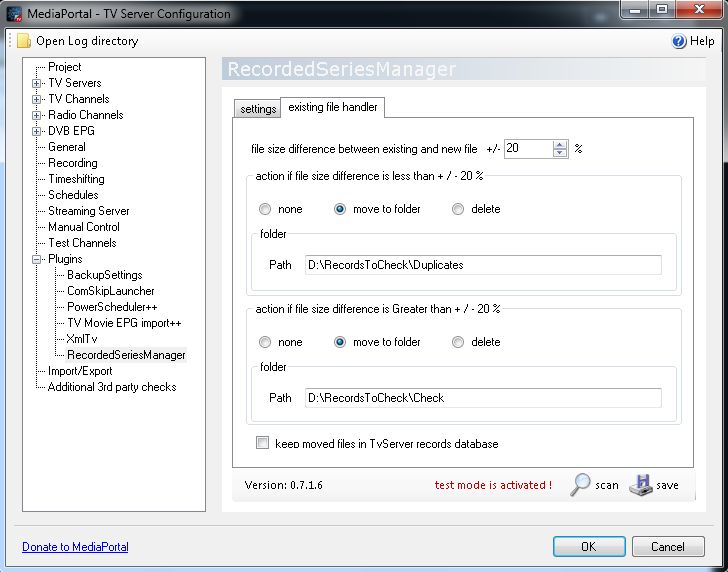 MediaPortal - TV Server Configuration
Open Log directory
Help
Project
TV Servers
TV Channels
Radio Channels
DVB EPG
General
Recording
Timeshifting
Schedules
Streaming Server
Manual Control
Test Channels
Plugins
BackupSettings
ComSkipLauncher
PowerScheduler++
TV Movie EPG import++
XmlTv
RecordedSeriesManager
Import/Export
Additional 3rd party checks
RecordedSeriesManager
settings
existing file handler
file size difference between existing and new file +/- 20 %
action if file size difference is less than + / - 20 %
none move to folder delete
folder
Path D:\RecordsToCheck\Duplicates
action if file size difference is Greater than + / - 20 %
none move to folder delete
folder
Path D:\RecordsToCheck\Check
keep moved files in TvServer records database
Version: 0.7.1.6 test mode is activated ! scan save
Donate to MediaPortal
OK
Cancel